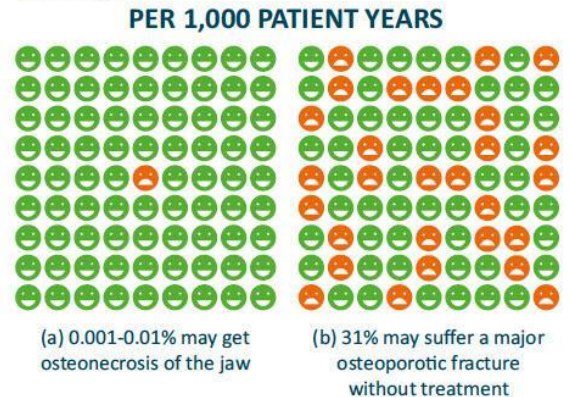 PER 1,000 PATIENT YEARS
(a) 0.001-0.01% may get
osteonecrosis of the jaw
(b) 31% may suffer a major
osteoporotic fracture
without treatment